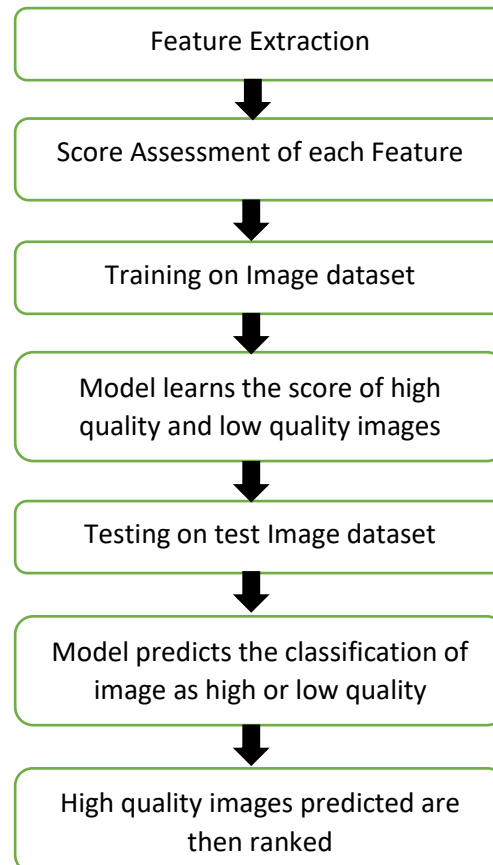 Feature Extraction
Score Assessment of each Feature
Training on Image dataset
Model learns the score of high
quality and low quality images
Testing on test Image dataset
Model predicts the classification of
image as high or low quality
High quality images predicted are
then ranked